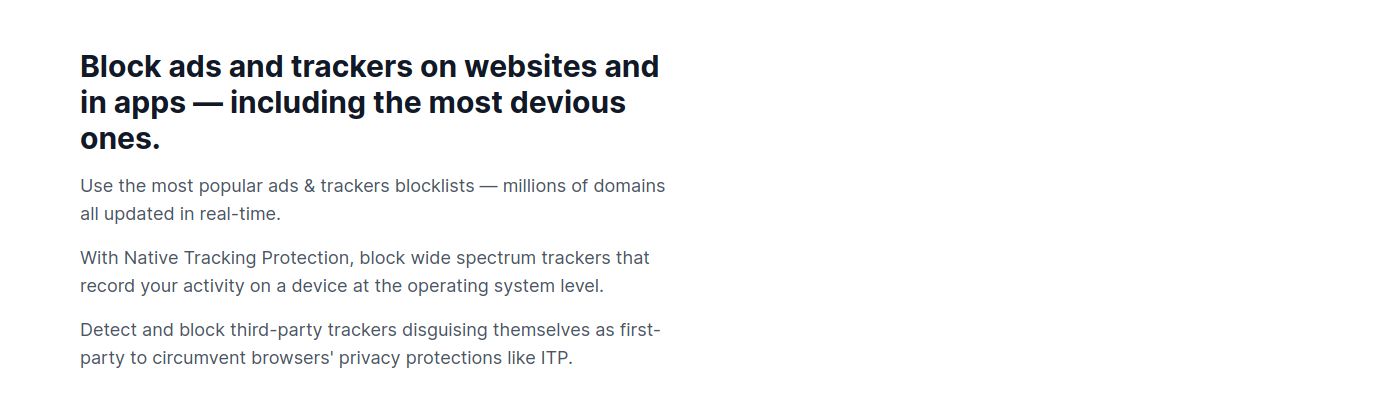 Block ads and trackers on websites and
in apps — including the most devious
ones.
Use the most popular ads & trackers blocklists — millions of domains
all updated in real-time.
With Native Tracking Protection, block wide spectrum trackers that
record your activity on a device at the operating system level.
Detect and block third-party trackers disguising themselves as first-
party to circumvent browsers' privacy protections like ITP.